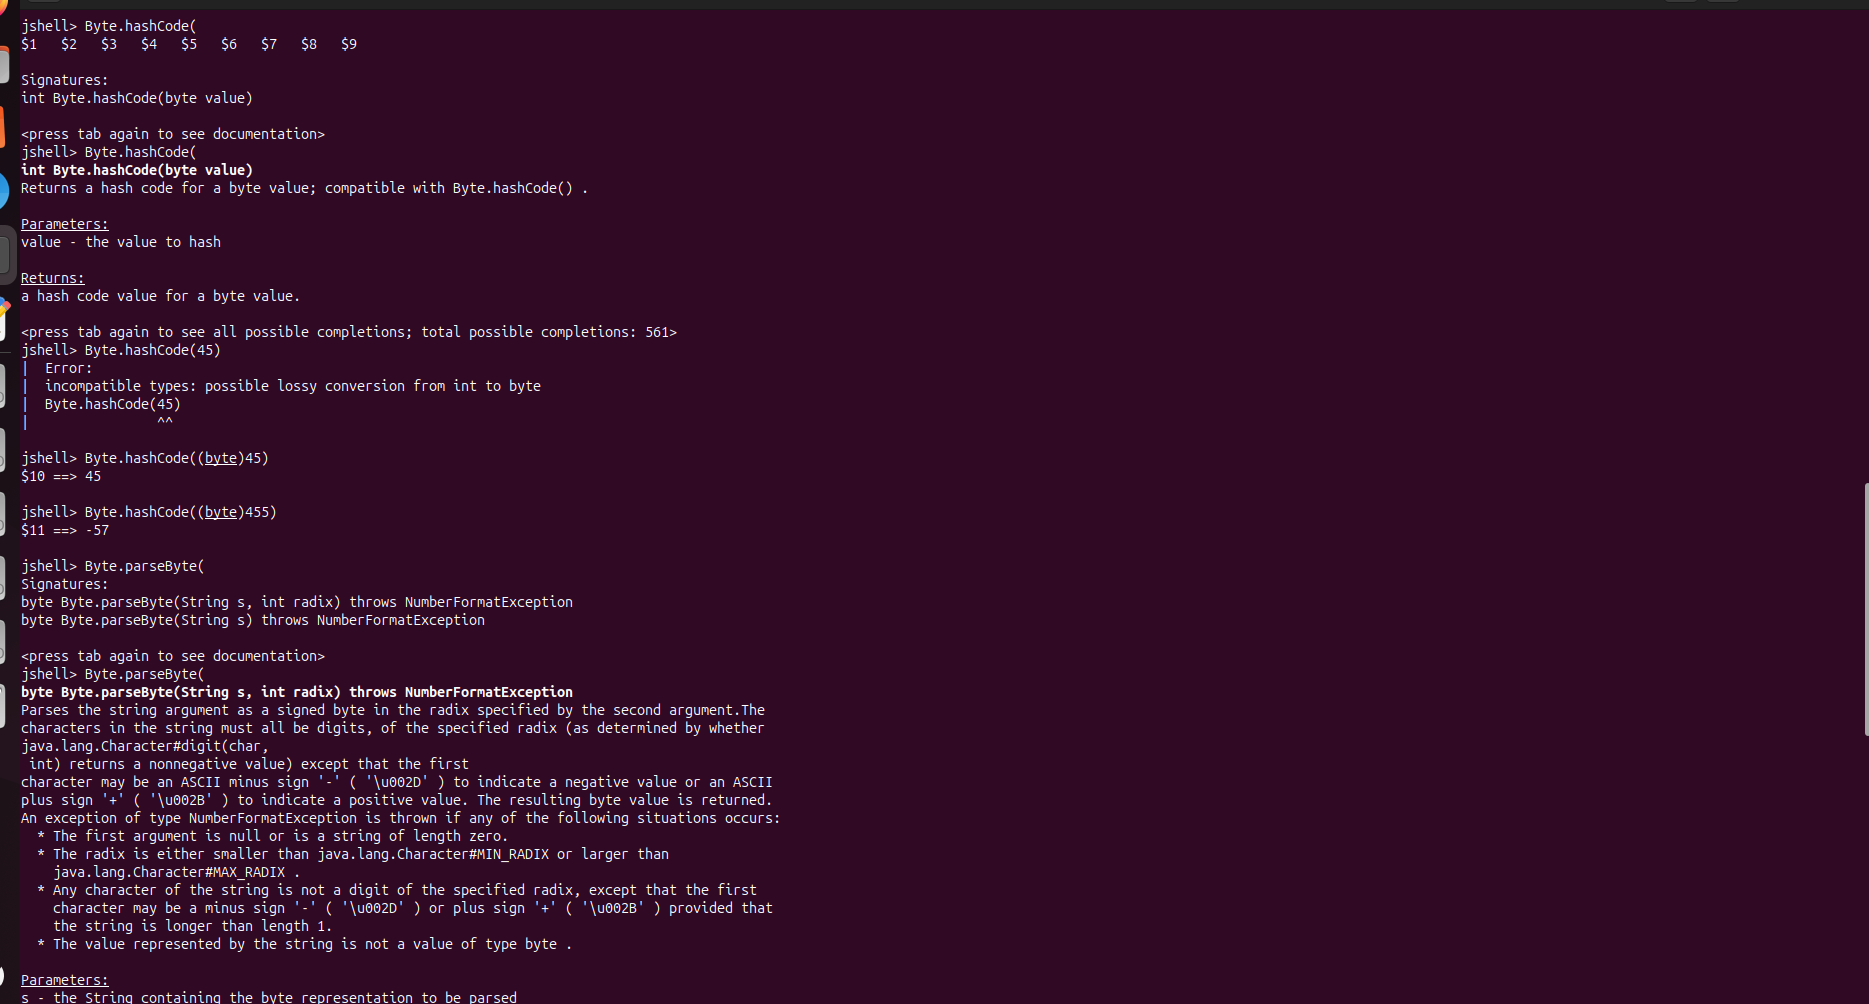 jshell> Byte.hashCode(
$1   $2   $3   $4   $5   $6   $7   $8   $9
Signatures:
int Byte.hashCode(byte value)
<press tab again to see documentation>
jshell> Byte.hashCode(
int Byte.hashCode(byte value)
Returns a hash code for a byte value; compatible with Byte.hashCode() .
Parameters:
value - the value to hash
Returns:
a hash code value for a byte value.
<press tab again to see all possible completions; total possible completions: 561>
jshell> Byte.hashCode(45)
|  Error:
|  incompatible types: possible lossy conversion from int to byte
|  Byte.hashCode(45)
|                ^^
jshell> Byte.hashCode((byte)45)
$10 ==> 45
jshell> Byte.hashCode((byte)455)
$11 ==> -57
jshell> Byte.parseByte(
Signatures:
byte Byte.parseByte(String s, int radix) throws NumberFormatException
byte Byte.parseByte(String s) throws NumberFormatException
<press tab again to see documentation>
jshell> Byte.parseByte(
byte Byte.parseByte(String s, int radix) throws NumberFormatException
Parses the string argument as a signed byte in the radix specified by the second argument.The
characters in the string must all be digits, of the specified radix (as determined by whether
java.lang.Character#digit(char,
 int) returns a nonnegative value) except that the first
character may be an ASCII minus sign '-' ( '\u002D' ) to indicate a negative value or an ASCII
plus sign '+' ( '\u002B' ) to indicate a positive value. The resulting byte value is returned.
An exception of type NumberFormatException is thrown if any of the following situations occurs:
  * The first argument is null or is a string of length zero.
  * The radix is either smaller than java.lang.Character#MIN_RADIX or larger than
    java.lang.Character#MAX_RADIX .
  * Any character of the string is not a digit of the specified radix, except that the first
    character may be a minus sign '-' ( '\u002D' ) or plus sign '+' ( '\u002B' ) provided that
    the string is longer than length 1.
  * The value represented by the string is not a value of type byte .
Parameters:
s - the String containing the byte representation to be parsed